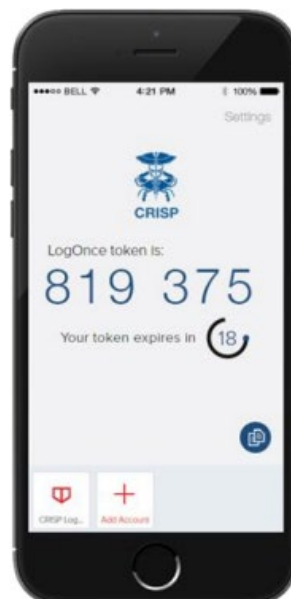 BELL 4:21 PM 100%
Settings
CRISP
LogOnce token is:
819 375
Your token expires in 18
CRISP Log...
Add Account